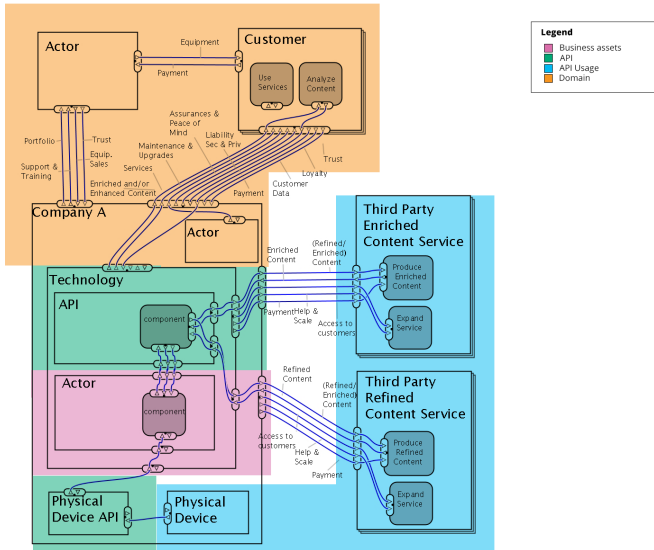 Legend
Business assets
API
API Usage
Domain
Actor
Equipment
Payment
Customer
Use
Services
Analyze
Content
Portfolio
Trust
Support &
Training
Equip.
Sales
Assurances &
Peace of
Mind
Liability
Sec & Priv
Maintenance &
Upgrades
Services
Enriched and/or
Enhanced Content
Payment
Customer
Data
Loyalty
Trust
Company A
Actor
Technology
API
component
Actor
component
Physical
Device API
Physical
Device
Enriched
Content
(Refined/
Enriched)
Content
Payment
Help &
Scale
Access to
customers
Third Party
Enriched
Content Service
Produce
Enriched
Content
Expand
Service
Refined
Content
(Refined/
Enriched)
Content
Access to
customers
Help &
Scale
Payment
Third Party
Refined
Content Service
Produce
Refined
Content
Expand
Service